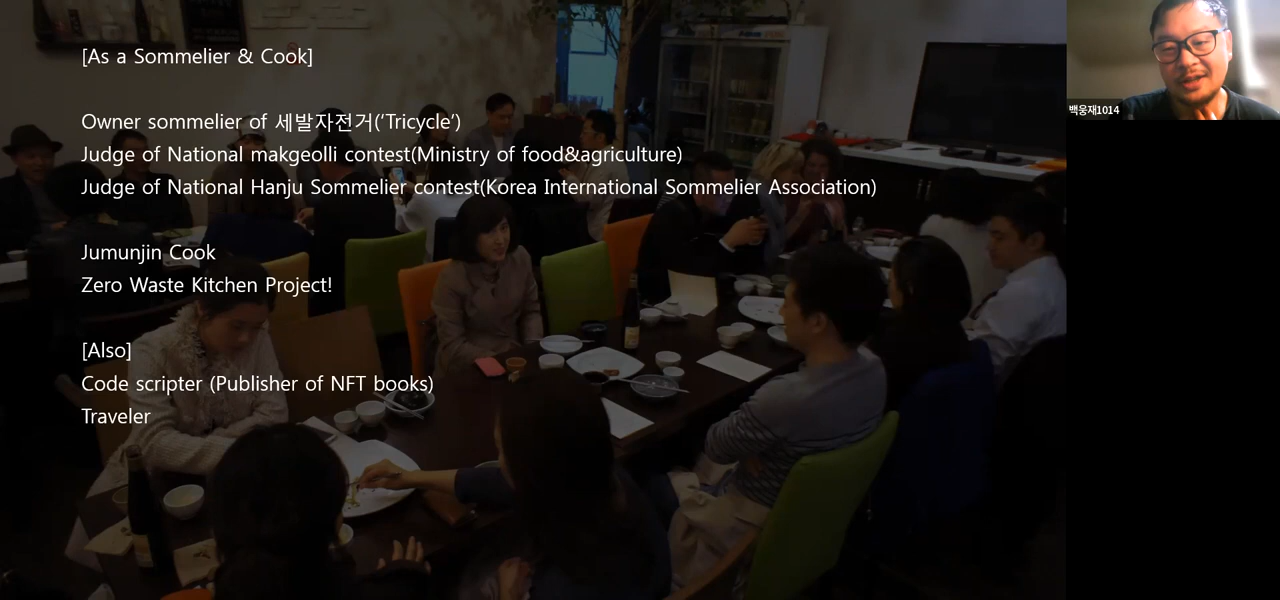 [As a Sommelier & Cook]
Owner sommelier of 세발자전거(‘Tricycle’)
Judge of National makgeolli contest(Ministry of food&agriculture)
Judge of National Hanju Sommelier contest(Korea International Sommelier Association)
Jumunjin Cook
Zero Waste Kitchen Project!
[Also]
Code scripter (Publisher of NFT books)
Traveler
백웅재1014